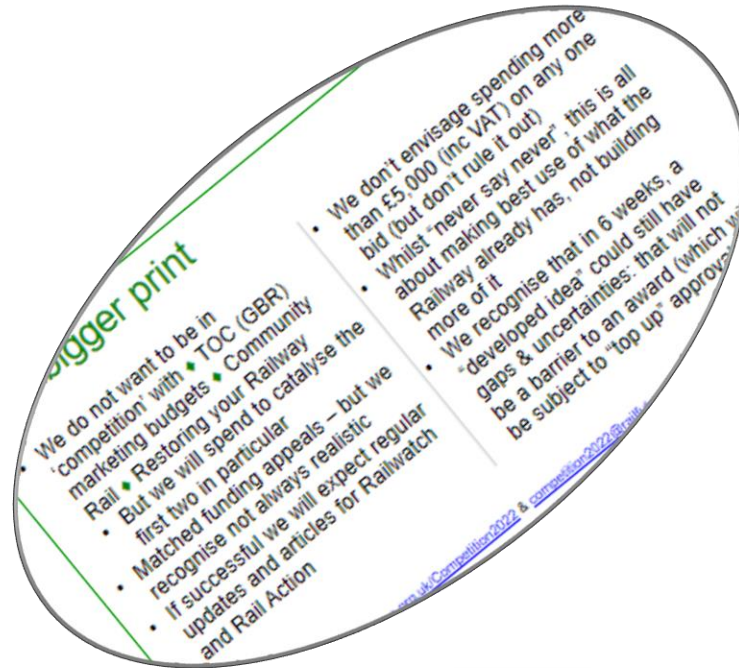 bigger print
• We do not want to be in
‘competition’ with ♦ TOC (GBR)
marketing budgets ♦ Community
Rail ♦ Restoring your Railway
• But we will spend to catalyse the
first two in particular
• Matched funding appeals – but we
recognise not always realistic
• If successful we will expect regular
updates and articles for Railwatch
and Rail Action
• We don’t envisage spending more
than £5,000 (inc VAT) on any one
bid (but don’t rule it out)
• Whilst “never say never”, this is all
about making best use of what the
Railway already has, not building
more of it
• We recognise that in 6 weeks, a
“developed idea” could still have
gaps & uncertainties: that will not
be a barrier to an award (which
be subject to “top up”
org.uk/Competition2022 & competition2022@railf